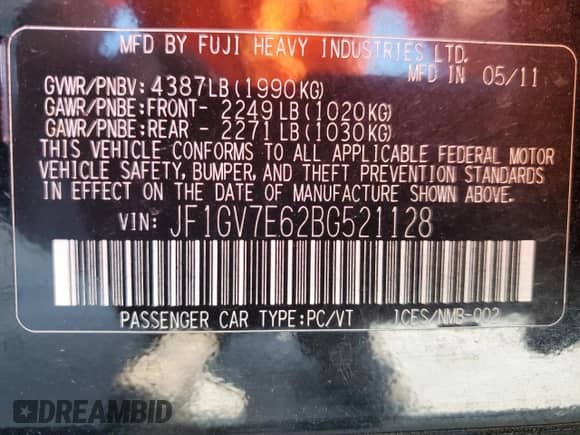 MFD BY FUJI HEAVY INDUSTRIES LTD.
MFD IN 05/11
GVWR/PNBV: 4387LB(1990KG)
GAWR/PNBE:FRONT- 2249LB(1020KG)
GAWR/PNBE:REAR - 2271LB(1030KG)
THIS VEHICLE CONFORMS TO ALL APPLICABLE FEDERAL MOTOR
VEHICLE SAFETY, BUMPER, AND THEFT PREVENTION STANDARDS
IN EFFECT ON THE DATE OF MANUFACTURE SHOWN ABOVE.
VIN: JF1GV7E62BG521128
PASSENGER CAR TYPE:PC/VT ICES/NMB-002
DREAMBID